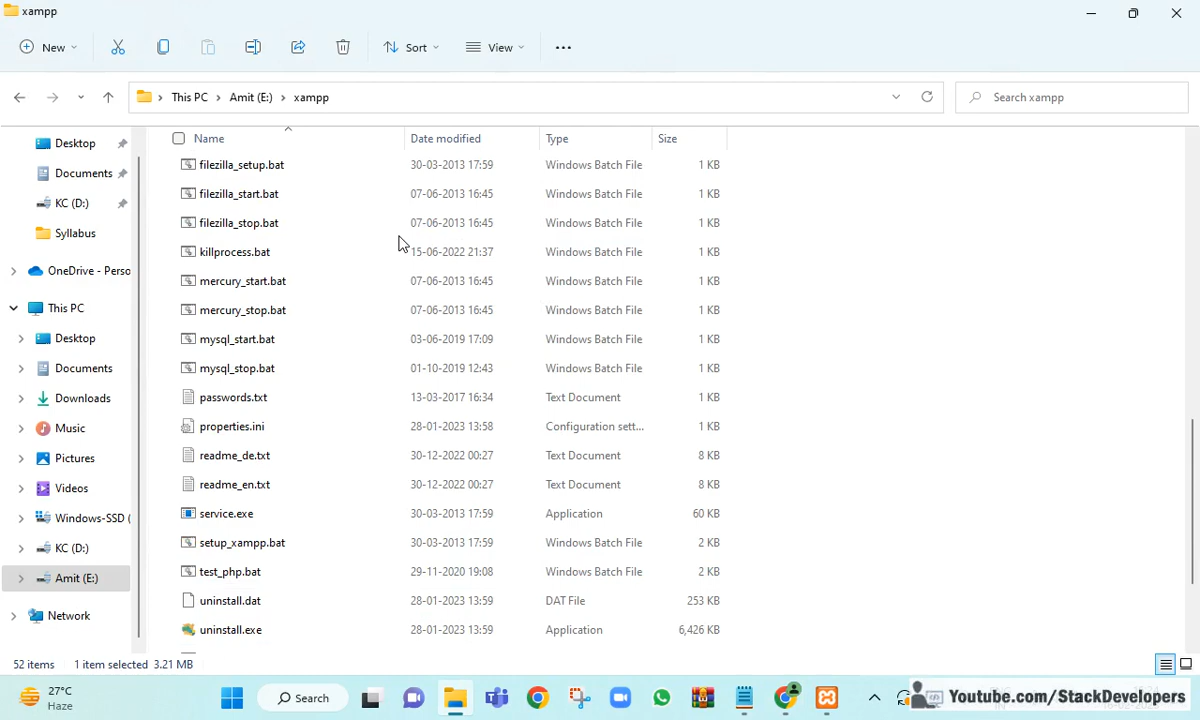 xampp
New
Sort
View
This PC
Amit (E:)
xampp
Search xampp
Name
Date modified
Type
Size
Desktop
Documents
KC (D:)
Syllabus
OneDrive - Perso
This PC
Desktop
Documents
Downloads
Music
Pictures
Videos
Windows-SSD (
KC (D:)
Amit (E:)
Network
filezilla_setup.bat 30-03-2013 17:59 Windows Batch File 1 KB
filezilla_start.bat 07-06-2013 16:45 Windows Batch File 1 KB
filezilla_stop.bat 07-06-2013 16:45 Windows Batch File 1 KB
killprocess.bat 15-06-2022 21:37 Windows Batch File 1 KB
mercury_start.bat 07-06-2013 16:45 Windows Batch File 1 KB
mercury_stop.bat 07-06-2013 16:45 Windows Batch File 1 KB
mysql_start.bat 03-06-2019 17:09 Windows Batch File 1 KB
mysql_stop.bat 01-10-2019 12:43 Windows Batch File 1 KB
passwords.txt 13-03-2017 16:34 Text Document 1 KB
properties.ini 28-01-2023 13:58 Configuration sett... 1 KB
readme_de.txt 30-12-2022 00:27 Text Document 8 KB
readme_en.txt 30-12-2022 00:27 Text Document 8 KB
service.exe 30-03-2013 17:59 Application 60 KB
setup_xampp.bat 30-03-2013 17:59 Windows Batch File 2 KB
test_php.bat 29-11-2020 19:08 Windows Batch File 2 KB
uninstall.dat 28-01-2023 13:59 DAT File 253 KB
uninstall.exe 28-01-2023 13:59 Application 6,426 KB
52 items
1 item selected 3.21 MB
27°C
Haze
Search
Youtube.com/StackDevelopers